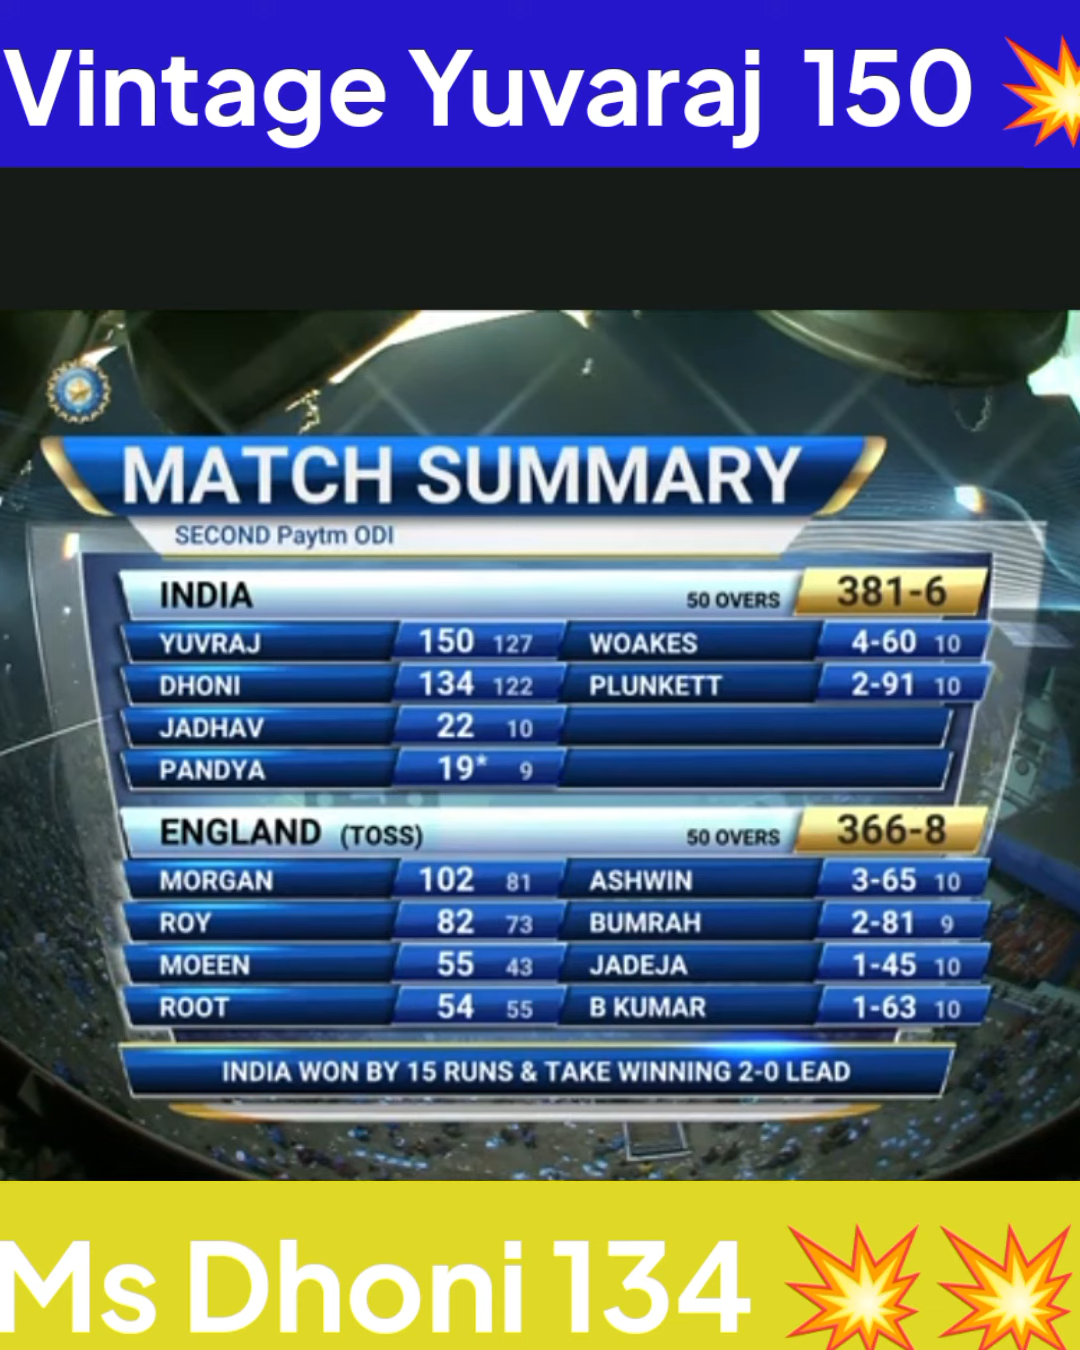 Vintage Yuvaraj 150 💥
MATCH SUMMARY
SECOND Paytm ODI
INDIA 50 OVERS 381-6
YUVRAJ 150 127 WOAKES 4-60 10
DHONI 134 122 PLUNKETT 2-91 10
JADHAV 22 10
PANDYA 19* 9
ENGLAND (TOSS) 50 OVERS 366-8
MORGAN 102 81 ASHWIN 3-65 10
ROY 82 73 BUMRAH 2-81 9
MOEEN 55 43 JADEJA 1-45 10
ROOT 54 55 B KUMAR 1-63 10
INDIA WON BY 15 RUNS & TAKE WINNING 2-0 LEAD
Ms Dhoni 134 💥 💥